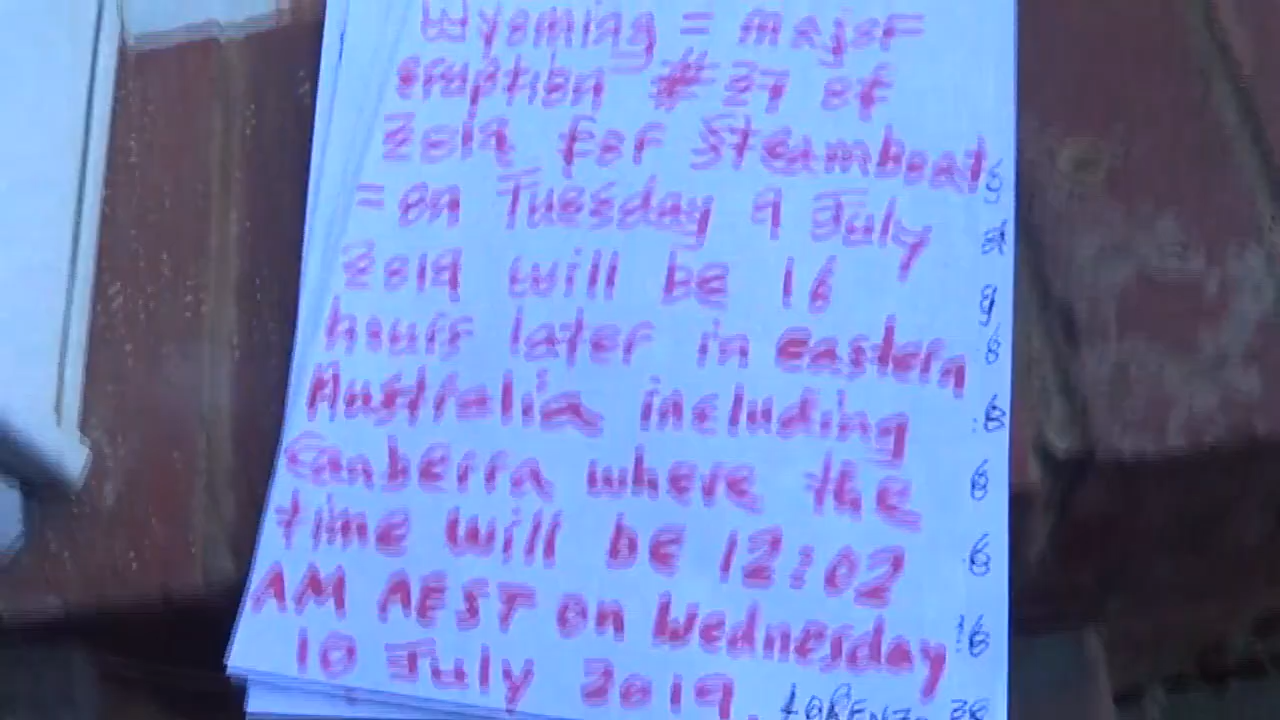 Wyoming = major
eruption # 27 of
2019 for Steamboat
= on Tuesday 9 July
2019 will be 16
hours later in eastern
Australia including
Canberra where the
time will be 12:02
AM AEST on Wednesday
10 July 2019.